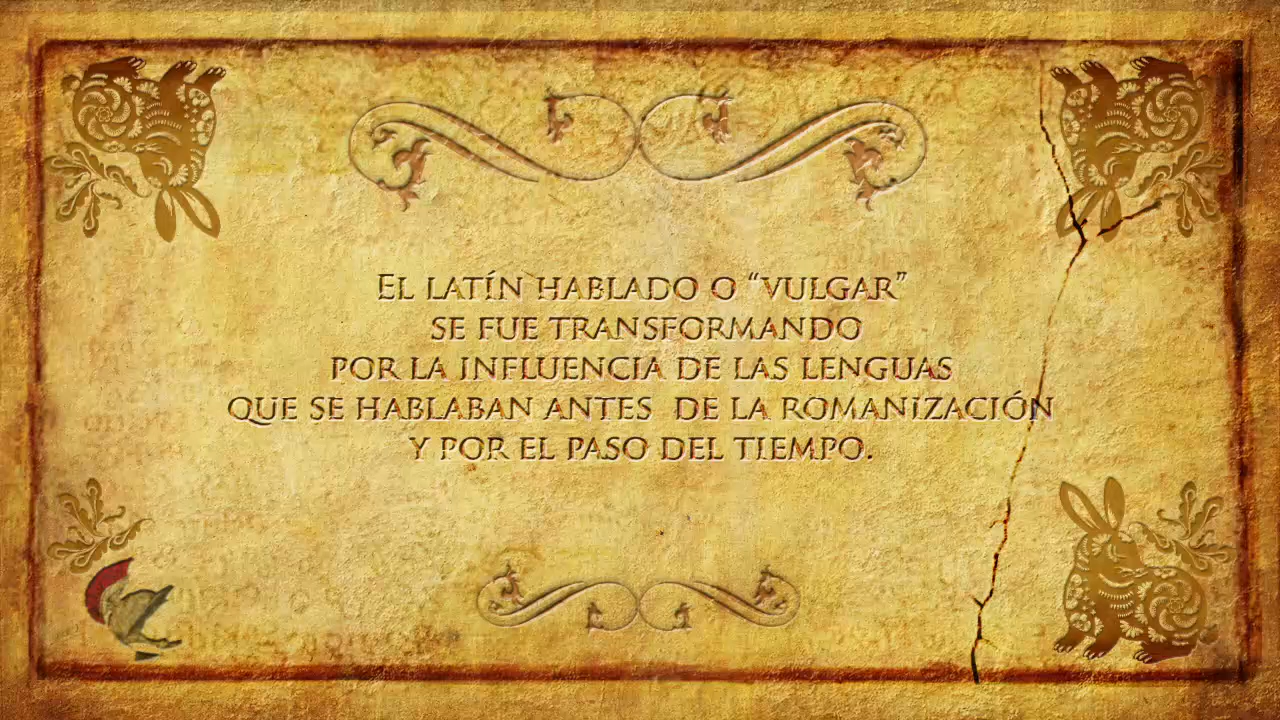 El latín hablado o “vulgar”
se fue transformando
por la influencia de las lenguas
que se hablaban antes de la romanización
y por el paso del tiempo.